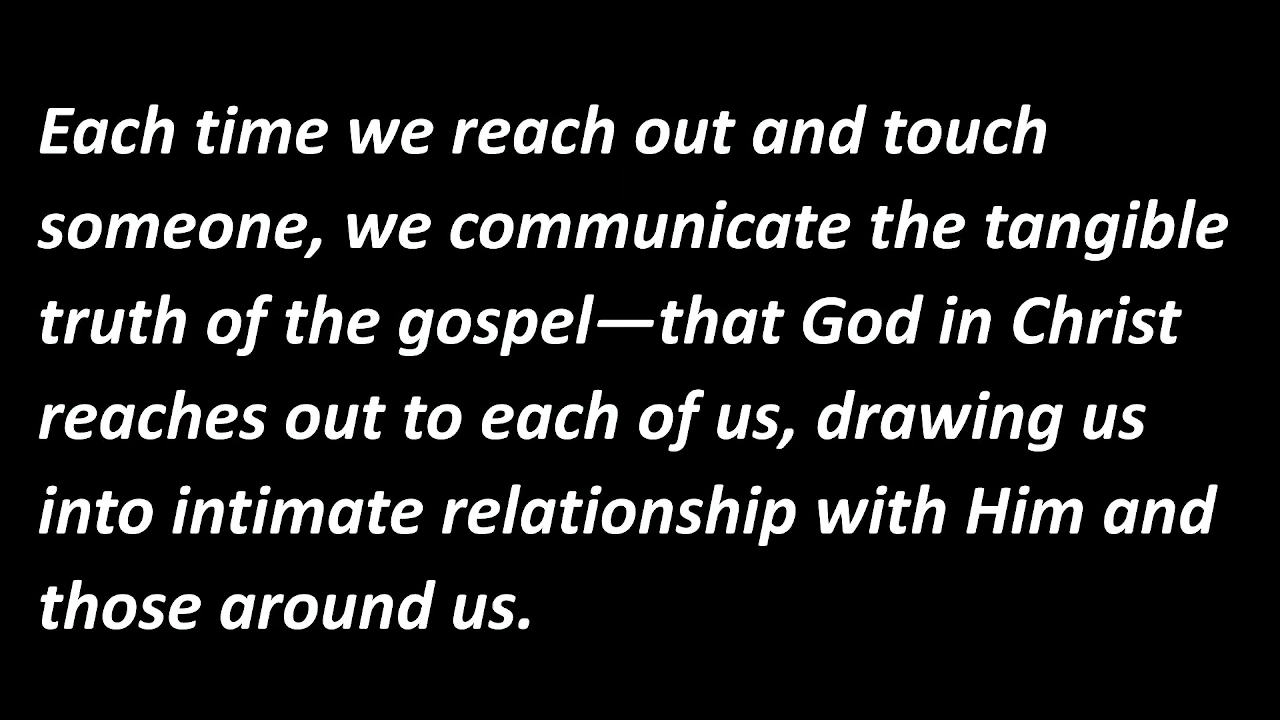 Each time we reach out and touch
someone, we communicate the tangible
truth of the gospel—that God in Christ
reaches out to each of us, drawing us
into intimate relationship with Him and
those around us.